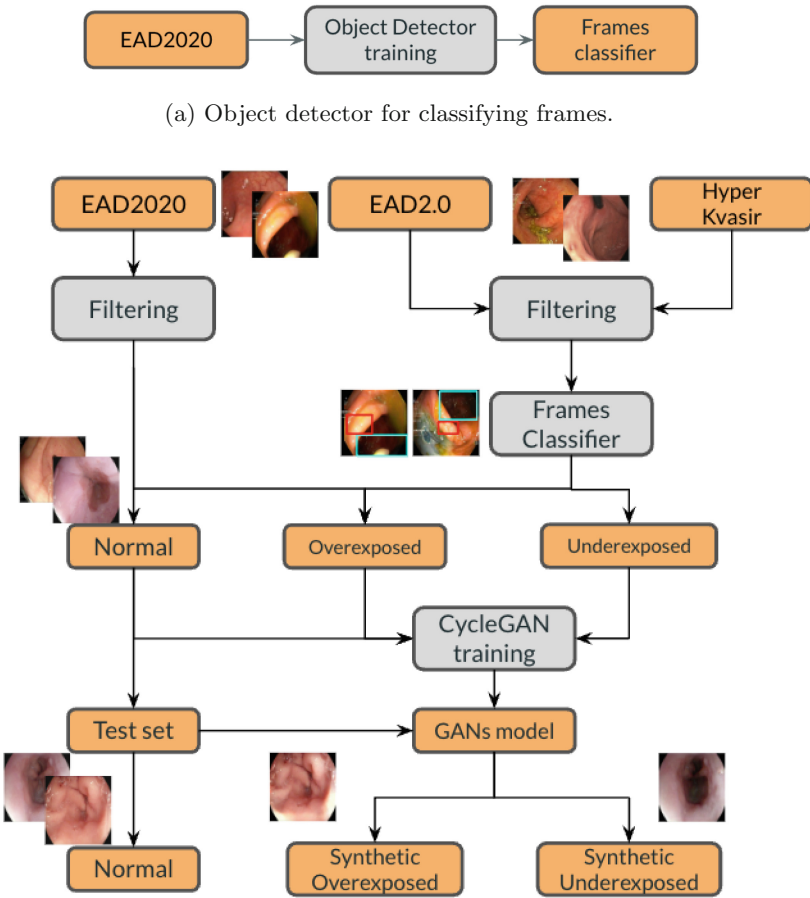 EAD2020
Object Detector
training
Frames
classifier
(a) Object detector for classifying frames.
EAD2020
EAD2.0
Hyper
Kvasir
Filtering
Filtering
Frames
Classifier
Normal
Overexposed
Underexposed
CycleGAN
training
Test set
GANs model
Normal
Synthetic
Overexposed
Synthetic
Underexposed